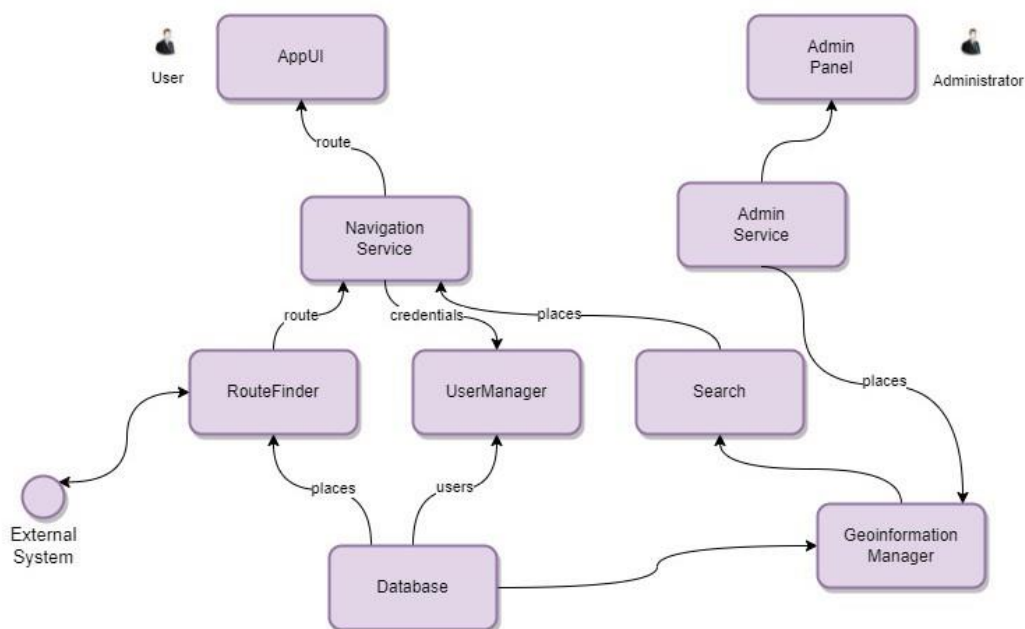 AppUI
User
Admin
Panel
Administrator
route
Navigation
Service
Admin
Service
route
credentials
places
RouteFinder
UserManager
Search
places
places
users
External
System
Database
Geoinformation
Manager